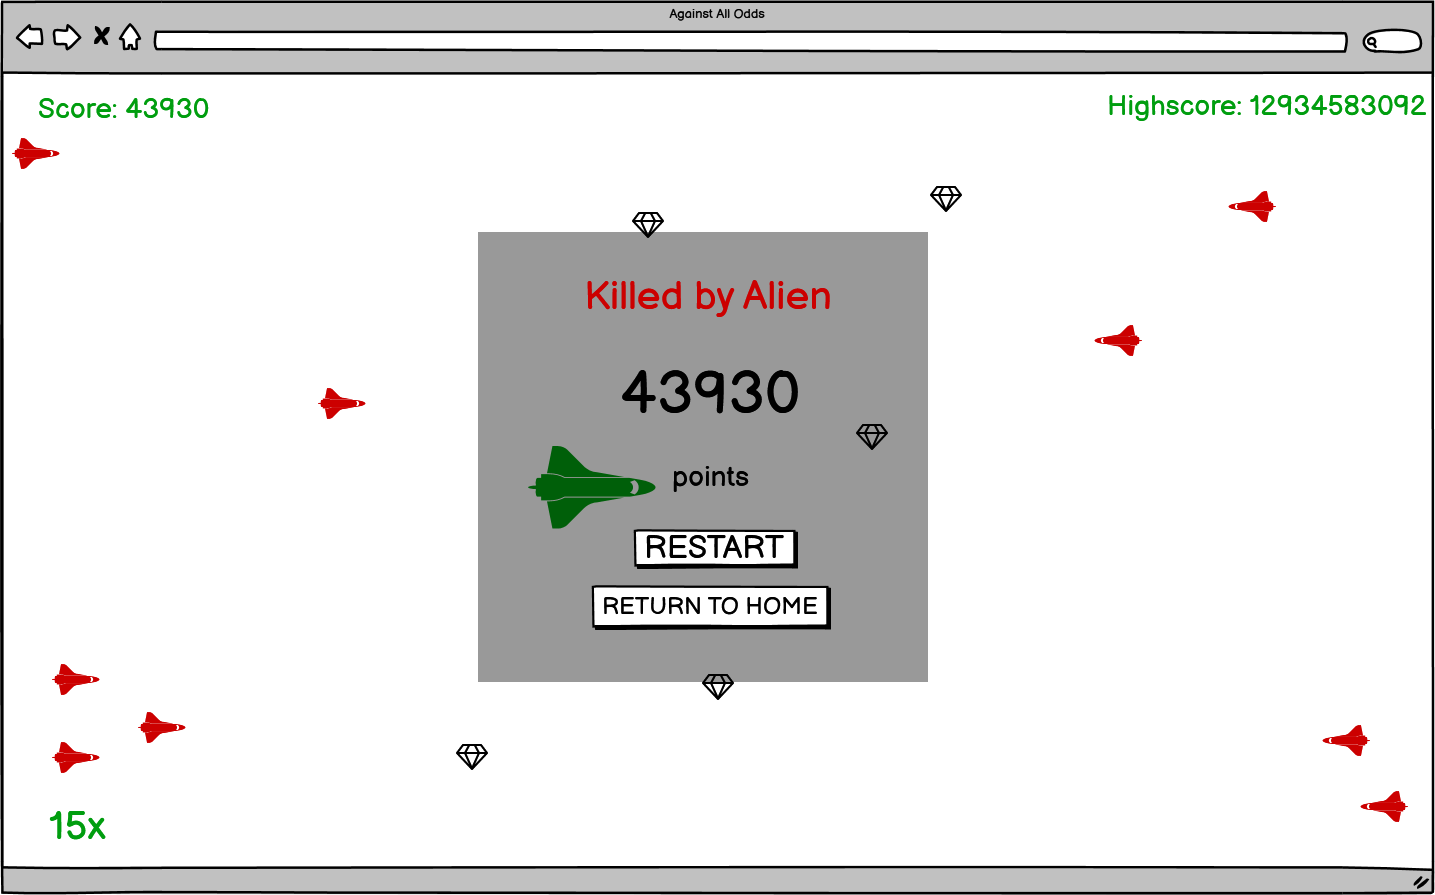 Against All Odds
Score: 43930
Highscore: 12934583092
Killed by Alien
43930
points
RESTART
RETURN TO HOME
15x